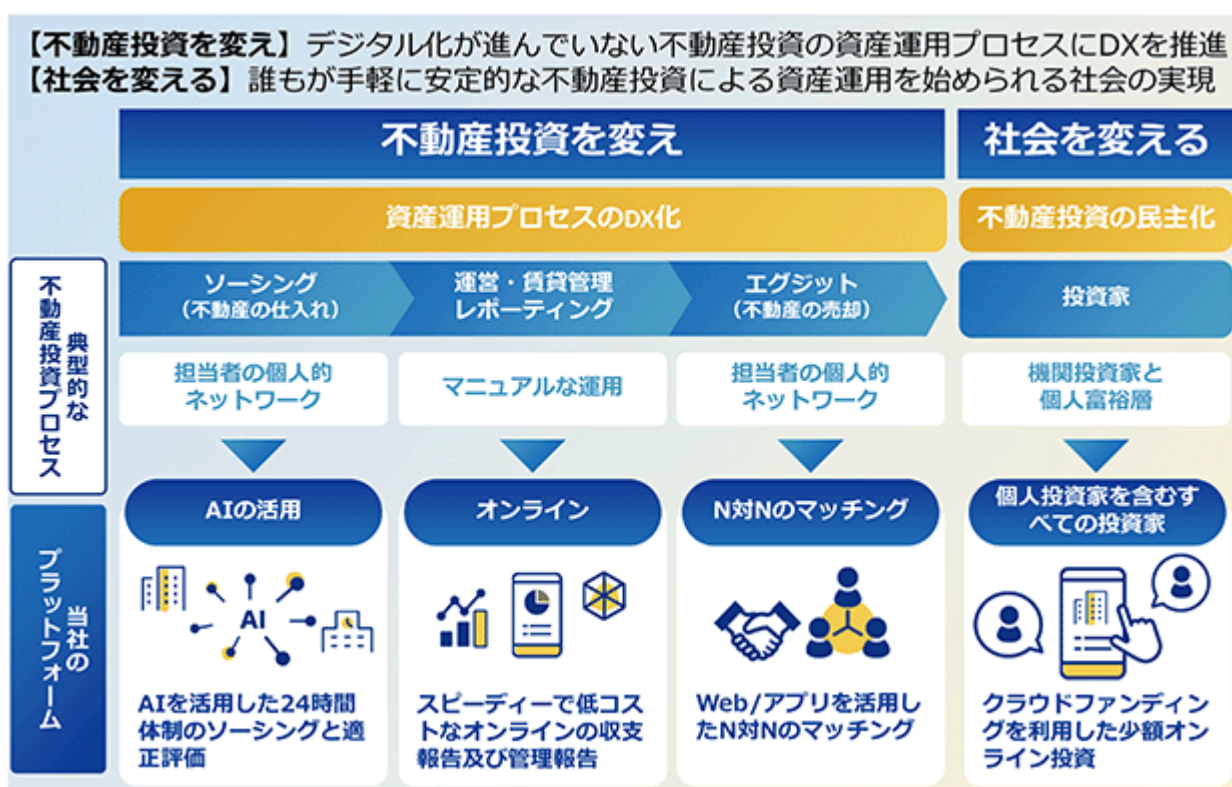 【不動産投資を変え】デジタル化が進んでいない不動産投資の資産運用プロセスにDXを推進
【社会を変える】誰もが手軽に安定的な不動産投資による資産運用を始められる社会の実現
不動産投資を変え
社会を変える
資産運用プロセスのDX化
不動産投資の民主化
典型的な
不動産投資プロセス
ソーシング
(不動産の仕入れ)
運営・賃貸管理
レポーティング
エグジット
(不動産の売却)
投資家
担当者の個人的
ネットワーク
マニュアルな運用
担当者の個人的
ネットワーク
機関投資家と
個人富裕層
当社の
プラットフォーム
AIの活用
オンライン
N対Nのマッチング
個人投資家を含むす
べての投資家
AI
AIを活用した24時間
体制のソーシングと適
正評価
スピーディーで低コス
トなオンラインの収支
報告及び管理報告
Web/アプリを活用し
たN対Nのマッチング
クラウドファンディン
グを利用した少額オン
ライン投資